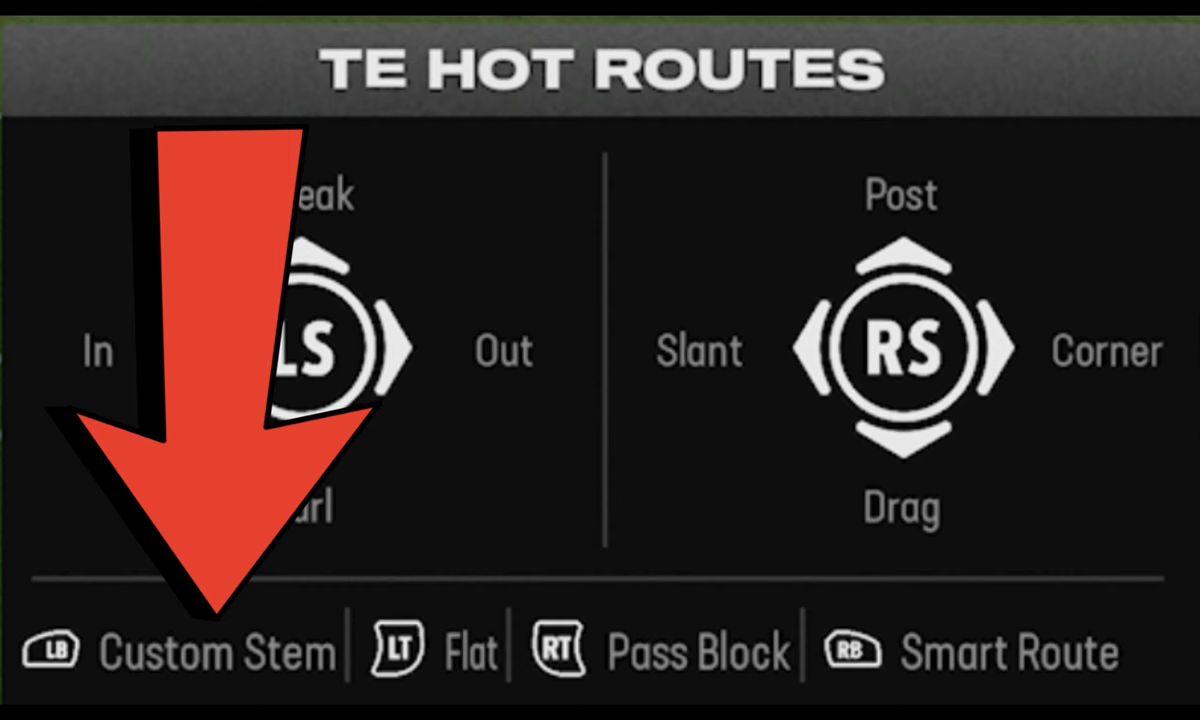 TE HOT ROUTES
Post
LS
In
Out
Slant
RS
Corner
Drag
LB Custom Stem
LT Flat
RT Pass Block
RB Smart Route